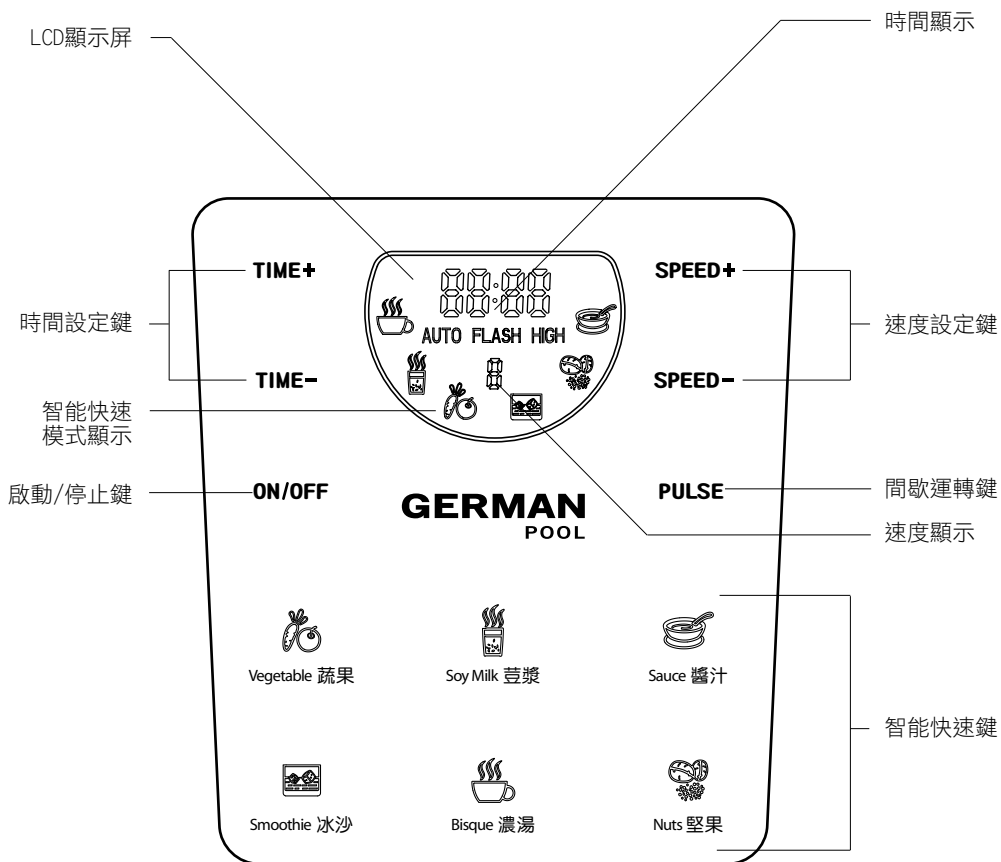 LCD顯示屏
時間顯示
TIME+
88:88
SPEED+
時間設定鍵
AUTO FLASH HIGH
速度設定鍵
TIME-
8
SPEED-
智能快速
模式顯示
啟動/停止鍵
ON/OFF
GERMAN
POOL
PULSE
間歇運轉鍵
速度顯示
Vegetable 蔬果
Soy Milk 荳漿
Sauce 醬汁
智能快速鍵
Smoothie 冰沙
Bisque 濃湯
Nuts 堅果